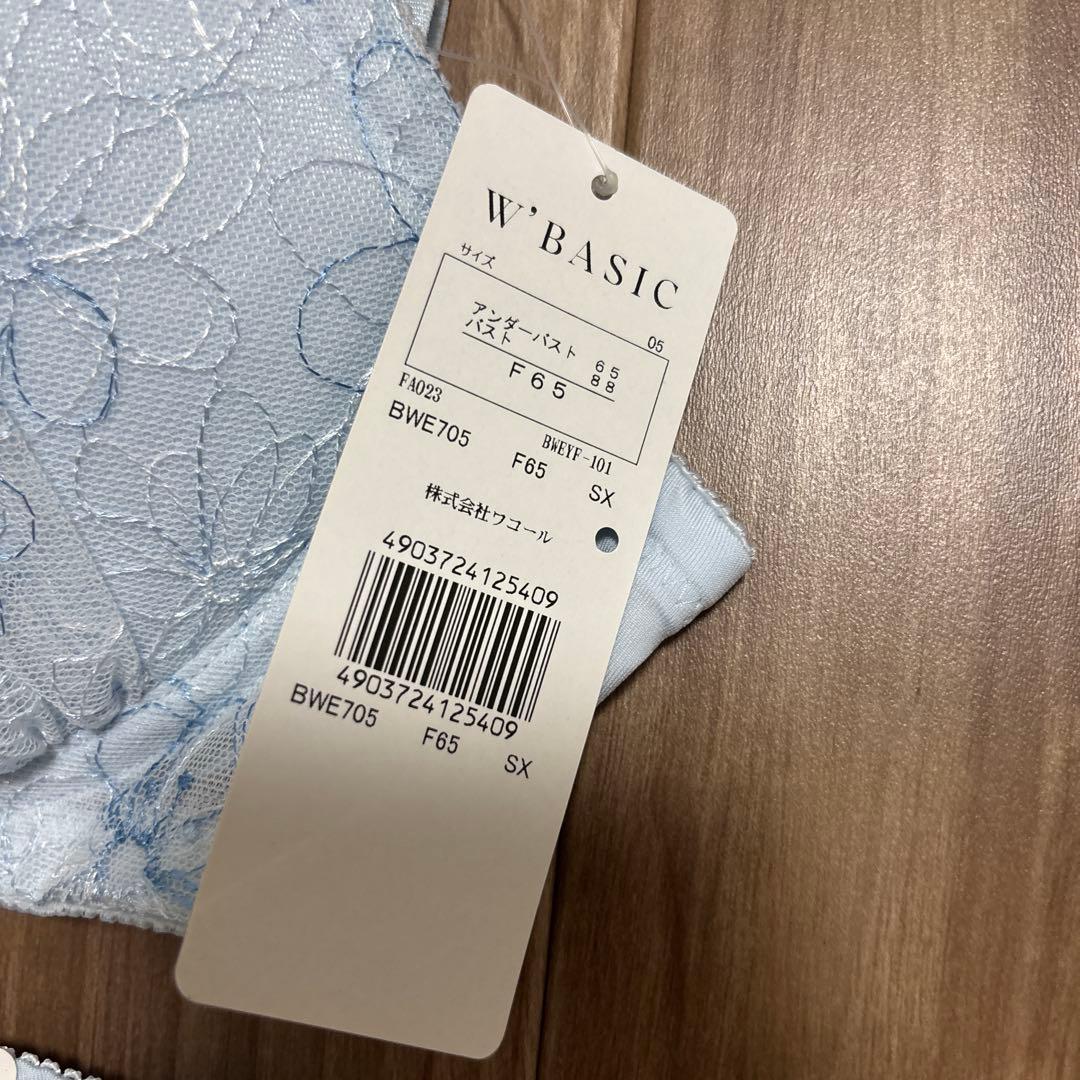 W'BASIC
サイズ
05
アンダーバスト 65
バスト 88
F65
FA023
BWEYF-101
BWE705 F65 SX
株式会社ワコール
4903724125409
4903724125409
BWE705 F65 SX